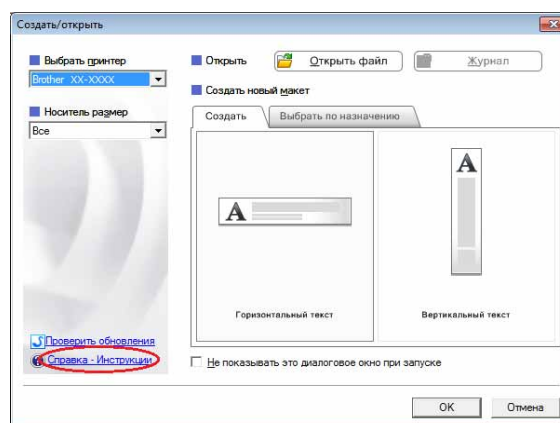 Создать/открыть
Выбрать принтер
Brother XX-XXXX
Носитель размер
Все
Проверить обновления
Справка - Инструкции
Открыть
Открыть файл
Журнал
Создать новый макет
Создать
Выбрать по назначению
A
Горизонтальный текст
A
Вертикальный текст
Не показывать это диалоговое окно при запуске
OK
Отмена